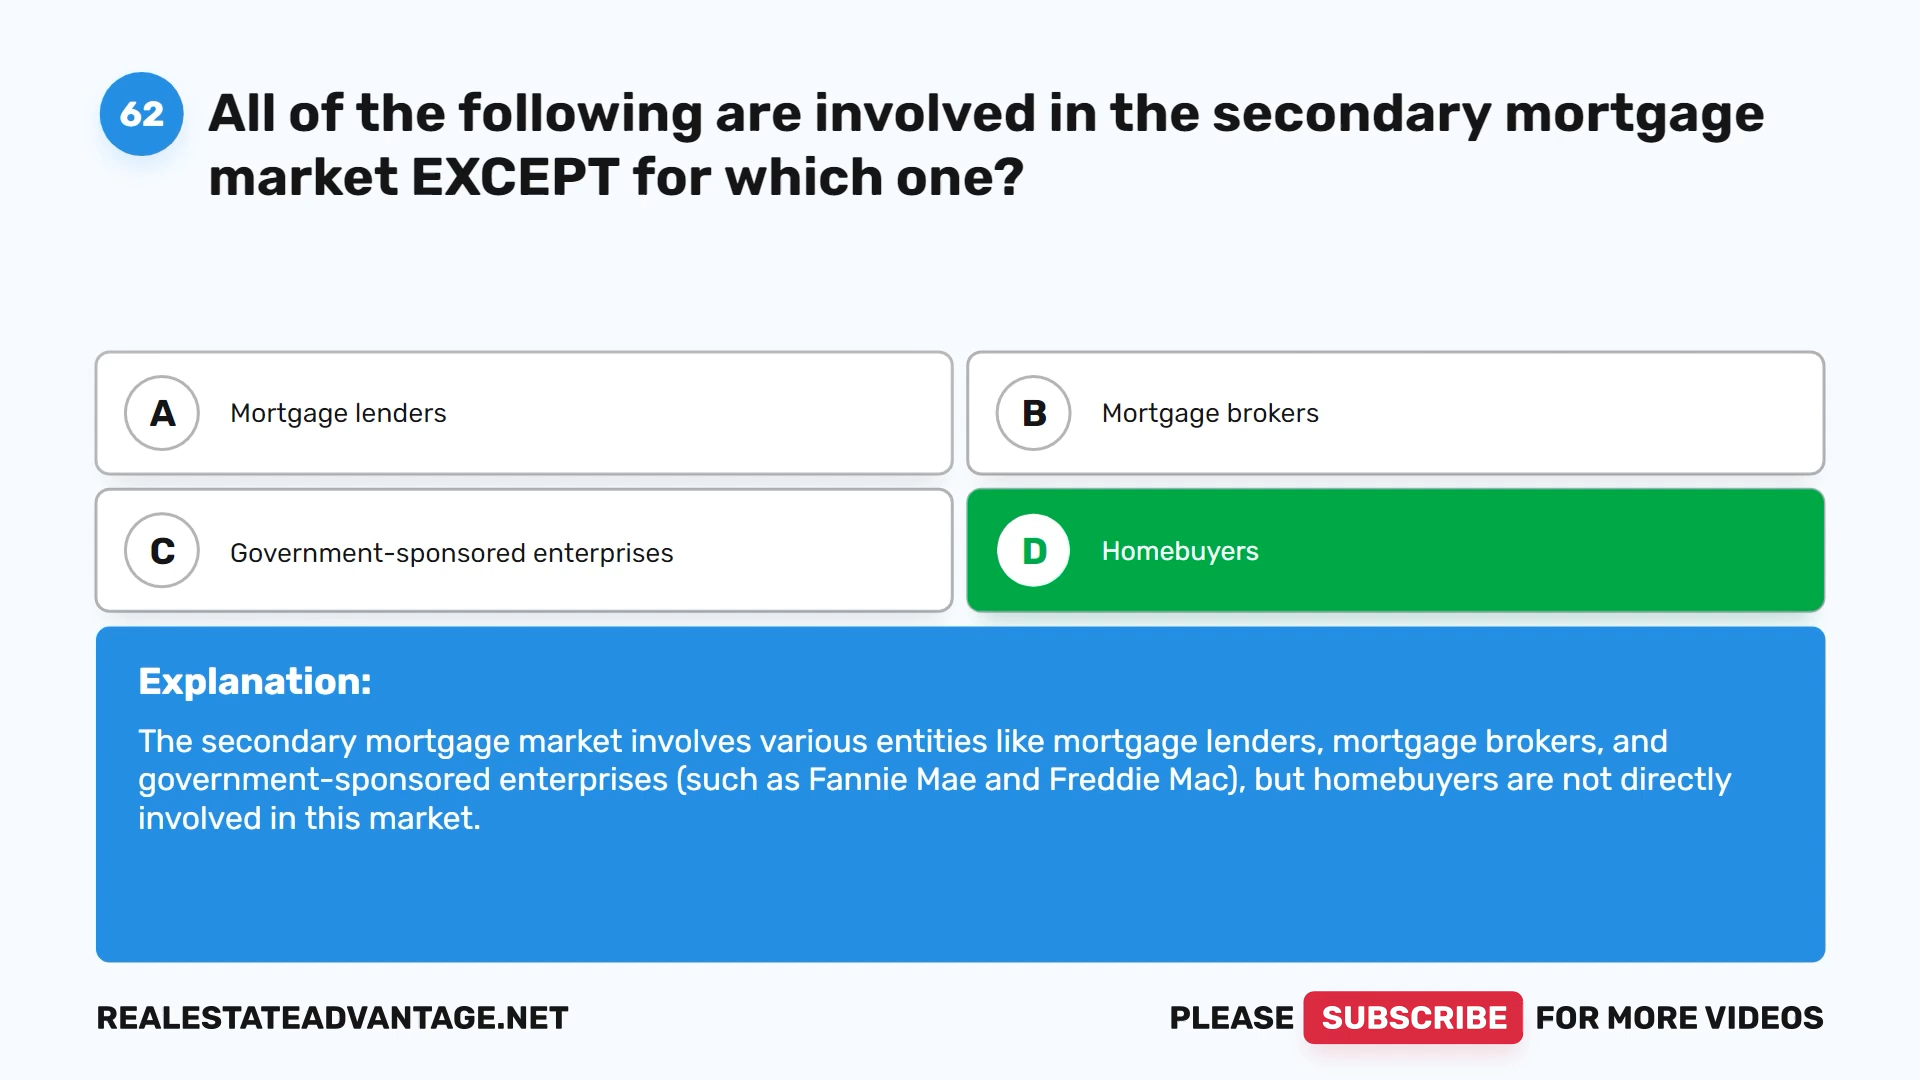 62
All of the following are involved in the secondary mortgage
market EXCEPT for which one?
A Mortgage lenders
B Mortgage brokers
C Government-sponsored enterprises
D Homebuyers
Explanation:
The secondary mortgage market involves various entities like mortgage lenders, mortgage brokers, and
government-sponsored enterprises (such as Fannie Mae and Freddie Mac), but homebuyers are not directly
involved in this market.
REALESTATEADVANTAGE.NET
PLEASE SUBSCRIBE FOR MORE VIDEOS